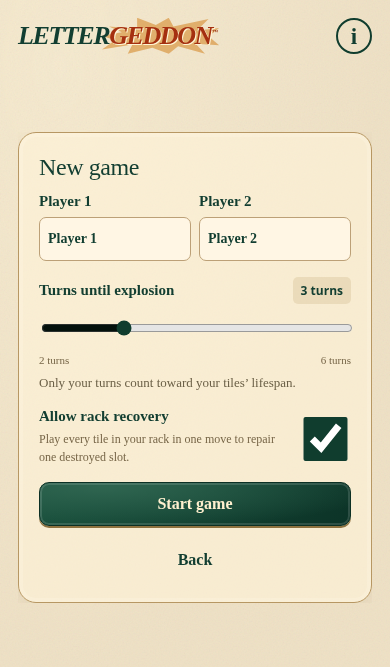 LETTERGEDDON
i
New game
Player 1 Player 2
Player 1 Player 2
Turns until explosion 3 turns
2 turns 6 turns
Only your turns count toward your tiles’ lifespan.
Allow rack recovery
Play every tile in your rack in one move to repair
one destroyed slot.
Start game
Back